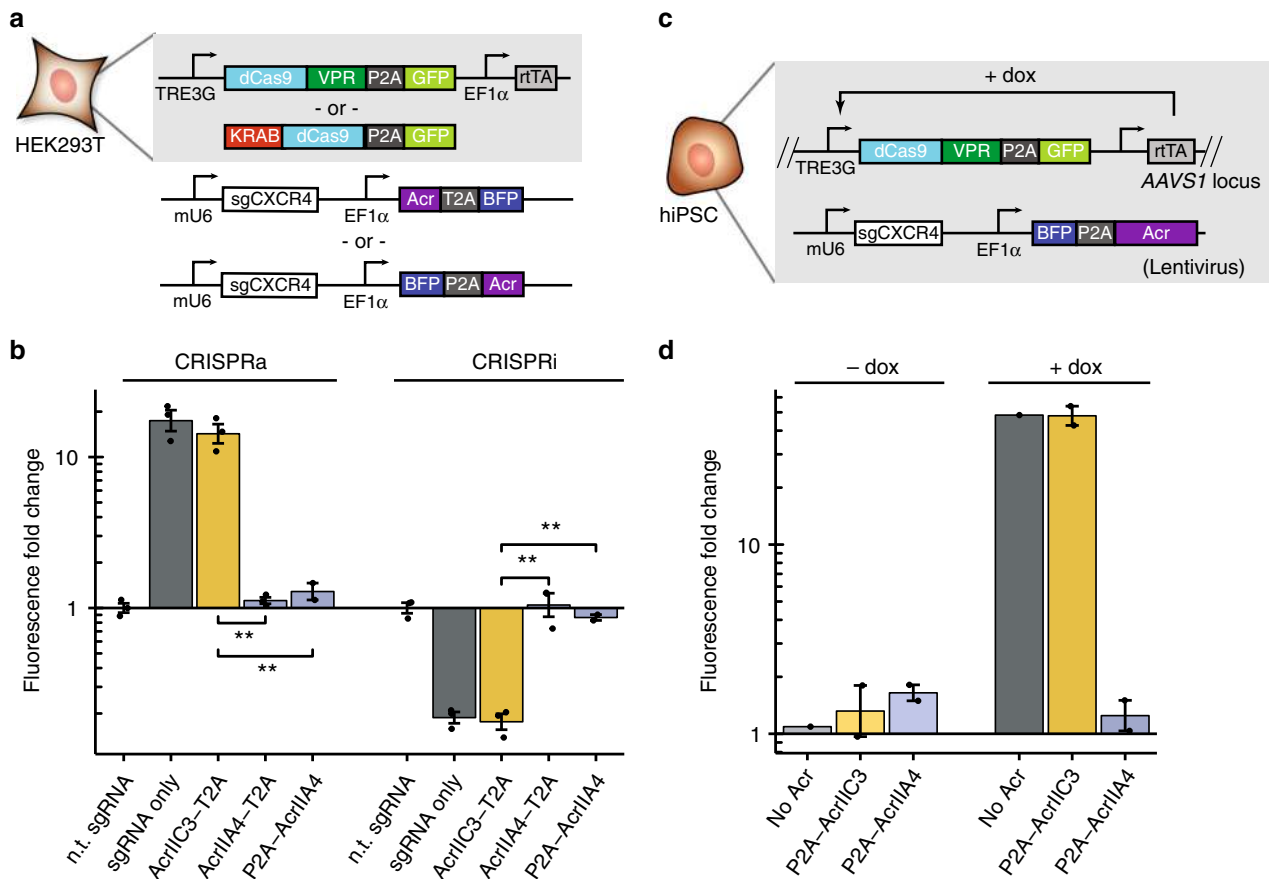 a
dCas9 VPR P2A GFP
TRE3G EF1α rtTA
- or -
KRAB dCas9 P2A GFP
HEK293T
sgCXCR4 Acr T2A BFP
mU6 EF1α
- or -
sgCXCR4 BFP P2A Acr
mU6 EF1α
c
+ dox
dCas9 VPR P2A GFP rtTA
TRE3G
AAVS1 locus
hiPSC
sgCXCR4 BFP P2A Acr
mU6 EF1α
(Lentivirus)
b
CRISPRa CRISPRi
Fluorescence fold change
10
1
**
**
**
**
n.t. sgRNA
sgRNA only
AcrIIC3–T2A
AcrIIA4–T2A
P2A–AcrIIA4
n.t. sgRNA
sgRNA only
AcrIIC3–T2A
AcrIIA4–T2A
P2A–AcrIIA4
d
– dox + dox
Fluorescence fold change
10
1
No Acr
P2A–AcrIIC3
P2A–AcrIIA4
No Acr
P2A–AcrIIC3
P2A–AcrIIA4